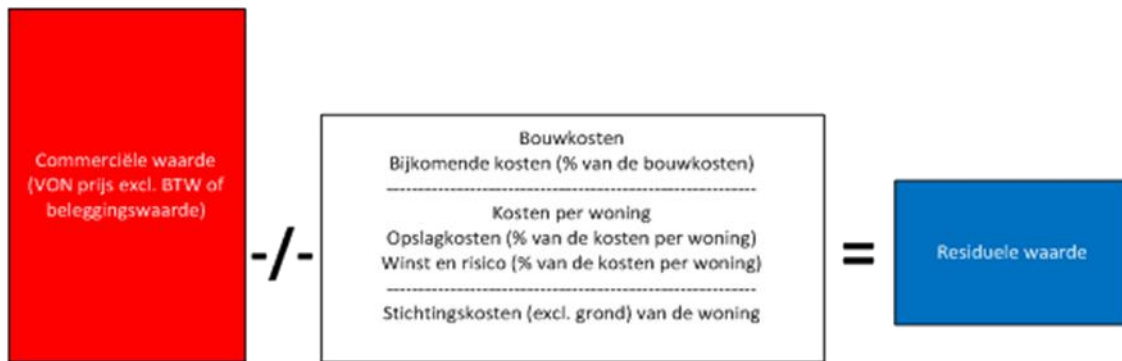 Commerciële waarde
(VON prijs excl. BTW of
beleggingswaarde)
-/-
Bouwkosten
Bijkomende kosten (% van de bouwkosten)
------------------------------------------------------------
Kosten per woning
Opslagkosten (% van de kosten per woning)
Winst en risico (% van de kosten per woning)
------------------------------------------------------------
Stichtingskosten (excl. grond) van de woning
=
Residuele waarde